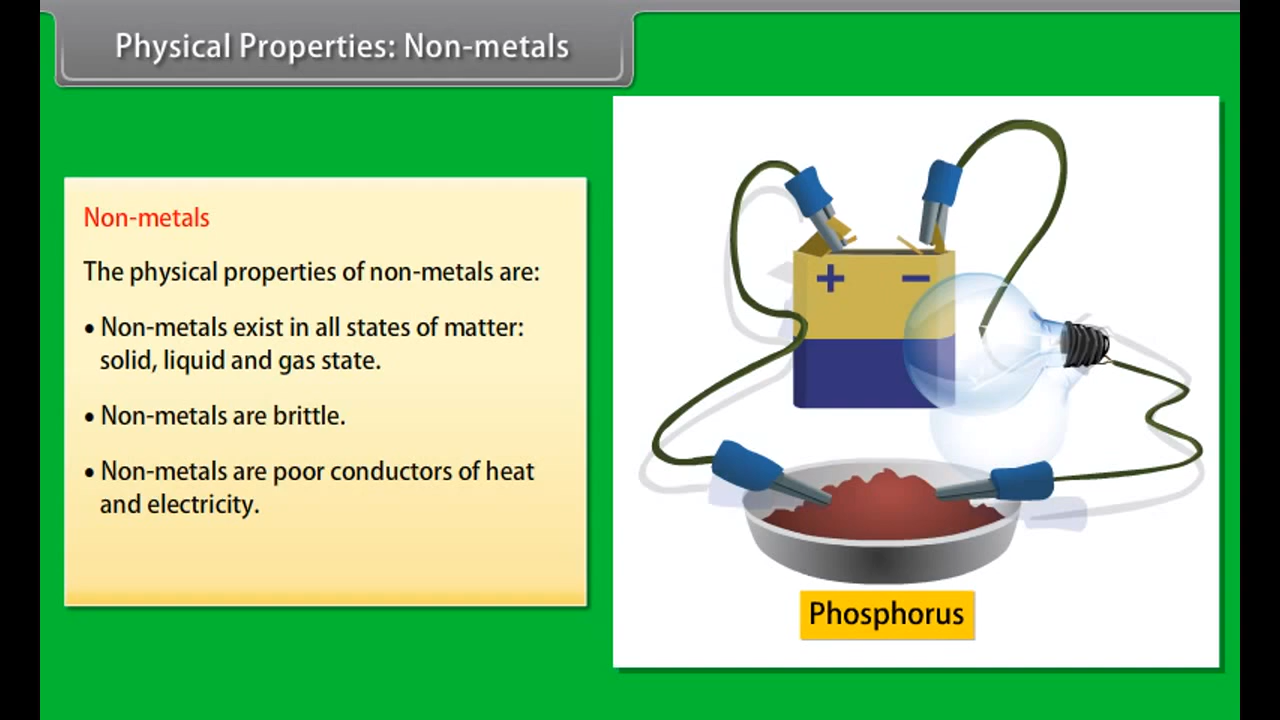 Physical Properties: Non-metals
Non-metals
The physical properties of non-metals are:
• Non-metals exist in all states of matter:
solid, liquid and gas state.
• Non-metals are brittle.
• Non-metals are poor conductors of heat
and electricity.
+ −
Phosphorus